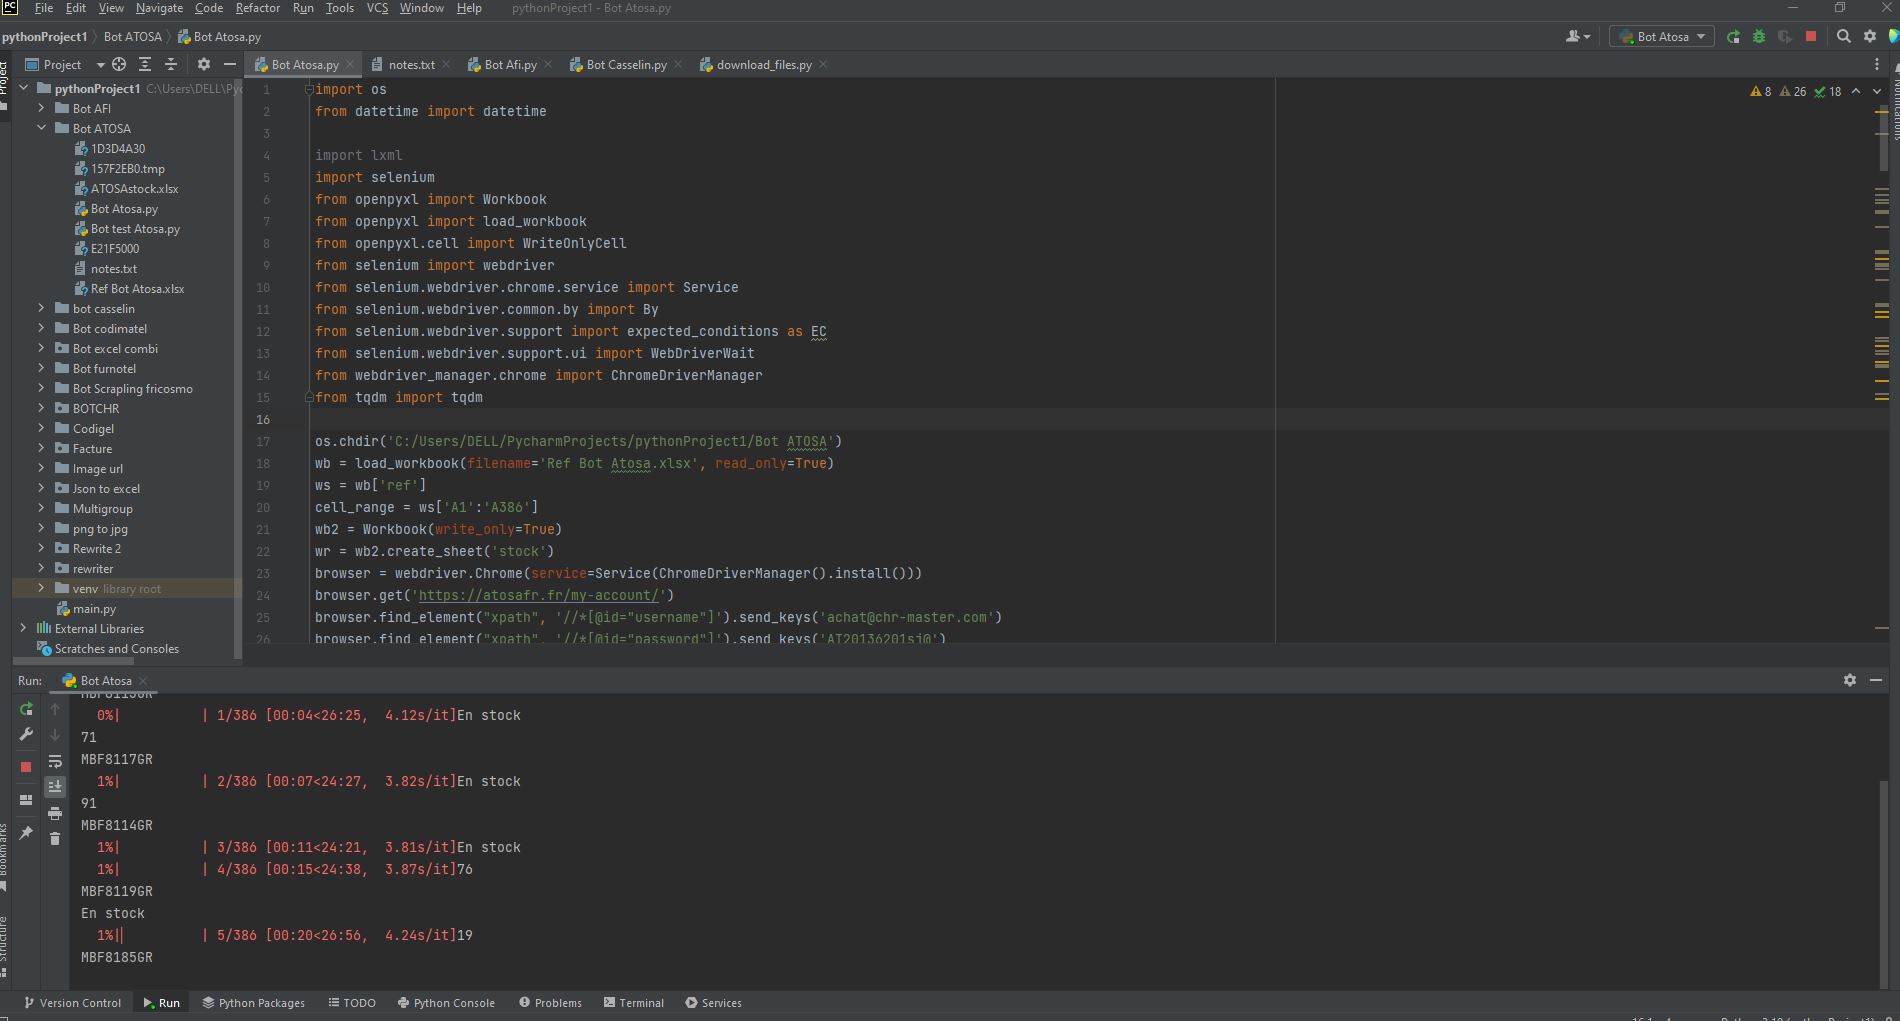 PC File Edit View Navigate Code Refactor Run Tools VCS Window Help pythonProject1 - Bot Atosa.py
pythonProject1 Bot ATOSA Bot Atosa.py Bot Atosa
Project Bot Atosa.py notes.txt Bot Afi.py Bot Casselin.py download_files.py
Project
Notifications
pythonProject1 C:\Users\DELL\Pyc
Bot AFI
Bot ATOSA
1D3D4A30
157F2EB0.tmp
ATOSAstock.xlsx
Bot Atosa.py
Bot test Atosa.py
E21F5000
notes.txt
Ref Bot Atosa.xlsx
bot casselin
Bot codimatel
Bot excel combi
Bot furnotel
Bot Scrapling fricosmo
BOTCHR
Codigel
Facture
Image url
Json to excel
Multigroup
png to jpg
Rewrite 2
rewriter
venv library root
main.py
External Libraries
Scratches and Consoles
8 26 18
1 import os
2 from datetime import datetime
3
4 import lxml
5 import selenium
6 from openpyxl import Workbook
7 from openpyxl import load_workbook
8 from openpyxl.cell import WriteOnlyCell
9 from selenium import webdriver
10 from selenium.webdriver.chrome.service import Service
11 from selenium.webdriver.common.by import By
12 from selenium.webdriver.support import expected_conditions as EC
13 from selenium.webdriver.support.ui import WebDriverWait
14 from webdriver_manager.chrome import ChromeDriverManager
15 from tqdm import tqdm
16
17 os.chdir('C:/Users/DELL/PycharmProjects/pythonProject1/Bot ATOSA')
18 wb = load_workbook(filename='Ref Bot Atosa.xlsx', read_only=True)
19 ws = wb['ref']
20 cell_range = ws['A1':'A386']
21 wb2 = Workbook(write_only=True)
22 wr = wb2.create_sheet('stock')
23 browser = webdriver.Chrome(service=Service(ChromeDriverManager().install()))
24 browser.get('https://atosafr.fr/my-account/')
25 browser.find_element("xpath", '//*[@id="username"]').send_keys('achat@chr-master.com')
26 browser.find_element("xpath", '//*[@id="password"]').send_keys('AT20136201si@')
Run: Bot Atosa
0%| | 1/386 [00:04<26:25, 4.12s/it]En stock
71
MBF8117GR
1%| | 2/386 [00:07<24:27, 3.82s/it]En stock
91
MBF8114GR
1%| | 3/386 [00:11<24:21, 3.81s/it]En stock
1%| | 4/386 [00:15<24:38, 3.87s/it]76
MBF8119GR
En stock
1%| | 5/386 [00:20<26:56, 4.24s/it]19
MBF8185GR
Bookmarks
Structure
Version Control Run Python Packages TODO Python Console Problems Terminal Services